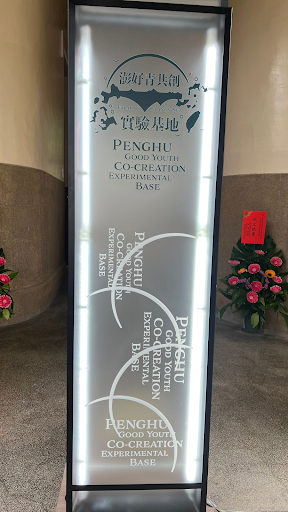 澎好吉共創
實驗基地
PENGHU
GOOD YOUTH
CO-CREATION
EXPERIMENTAL
BASE
PENGHU
GOOD YOUTH
CO-CREATION
EXPERIMENTAL
BASE
PENGHU
GOOD YOUTH
CO-CREATION
EXPERIMENTAL
BASE
PENGHU
GOOD YOUTH
CO-CREATION
EXPERIMENTAL
BASE